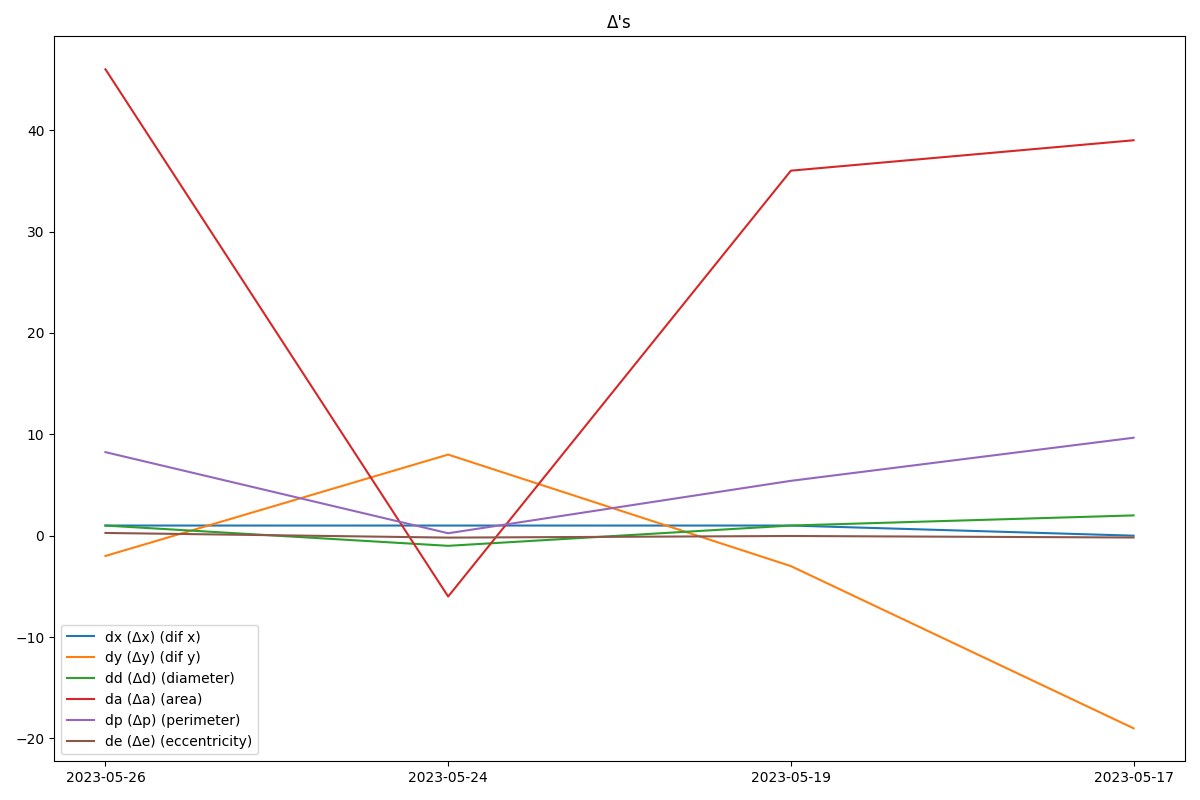 Δ's
40
30
20
10
0
−10
−20
dx (Δx) (dif x)
dy (Δy) (dif y)
dd (Δd) (diameter)
da (Δa) (area)
dp (Δp) (perimeter)
de (Δe) (eccentricity)
2023-05-26 2023-05-24 2023-05-19 2023-05-17